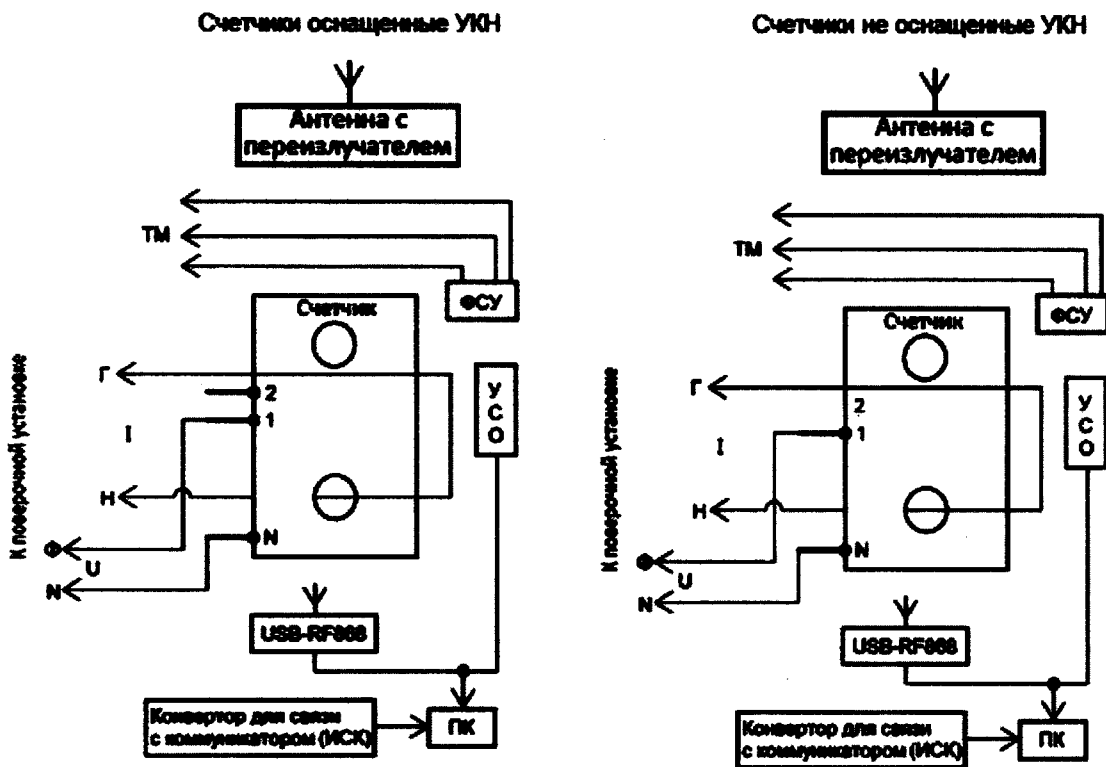 Счетчики оснащенные УКН
Антенна с
переизлучателем
ТМ
ФСУ
Счетчик
Г
2
1
I
Н
N
Ф
U
N
К поверочной установке
УСО
USB-RF868
Конвертор для связи
с коммуникатором (ИСК)
ПК
Счетчики не оснащенные УКН
Антенна с
переизлучателем
ТМ
ФСУ
Счетчик
Г
2
1
I
Н
N
Ф
U
N
К поверочной установке
УСО
USB-RF868
Конвертор для связи
с коммуникатором (ИСК)
ПК